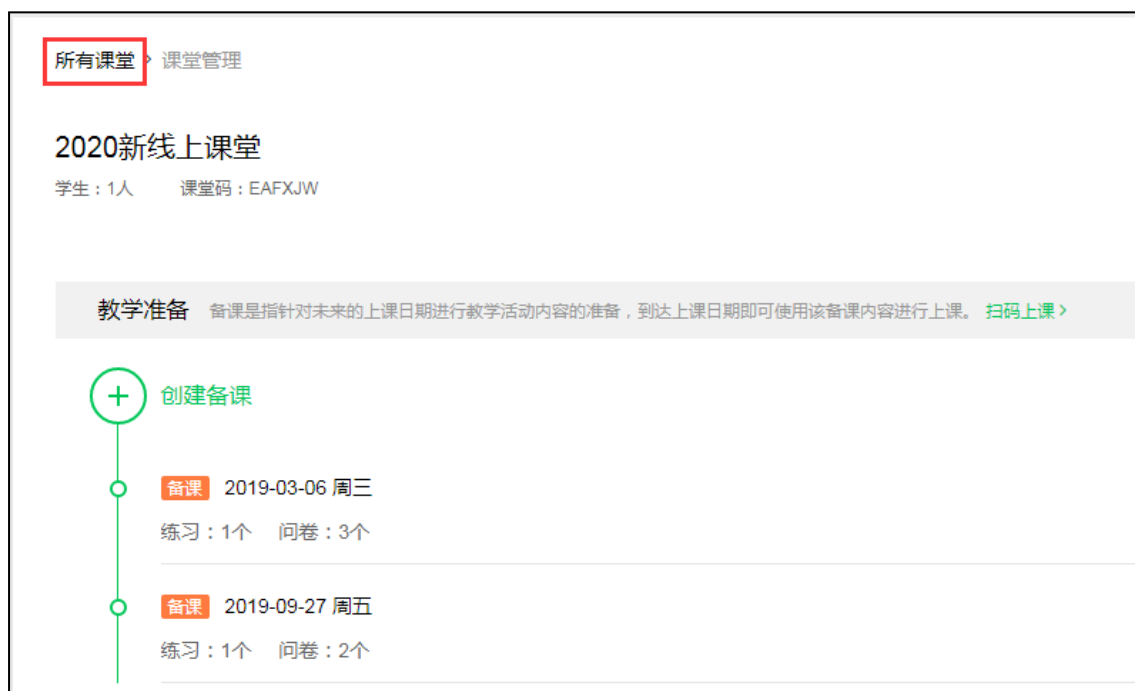 所有课堂 > 课堂管理
2020新线上课堂
学生：1人 课堂码：EAFXJW
教学准备 备课是指针对未来的上课日期进行教学活动内容的准备，到达上课日期即可使用该备课内容进行上课。 扫码上课 >
创建备课
备课 2019-03-06 周三
练习：1个 问卷：3个
备课 2019-09-27 周五
练习：1个 问卷：2个